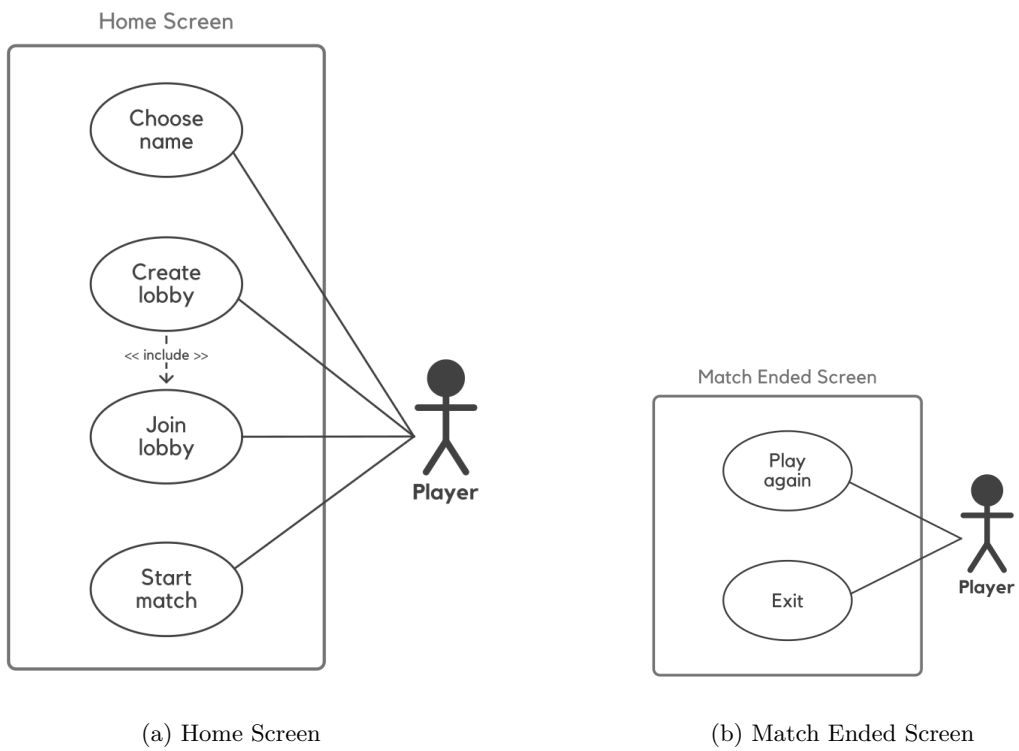 Home Screen
Choose
name
Create
lobby
<< include >>
Join
lobby
Start
match
Player
(a) Home Screen
Match Ended Screen
Play
again
Exit
Player
(b) Match Ended Screen